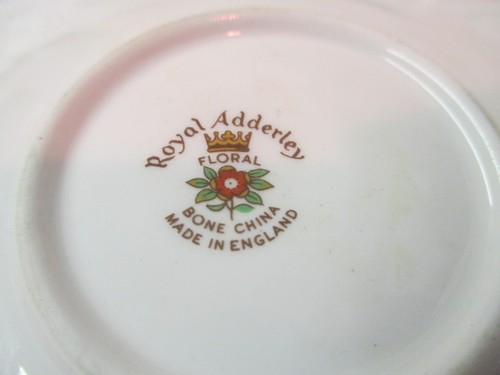 Royal Adderley
FLORAL
BONE CHINA
MADE IN ENGLAND